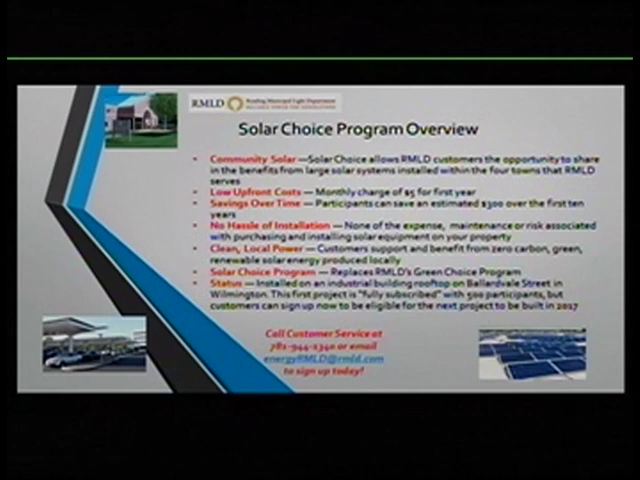 RMLD Reading Municipal Light Department
RELIABLE POWER FOR GENERATIONS
Solar Choice Program Overview
• Community Solar —Solar Choice allows RMLD customers the opportunity to share
in the benefits from large solar systems installed within the four towns that RMLD
serves
• Low Upfront Costs — Monthly charge of $5 for first year
• Savings Over Time — Participants can save an estimated $300 over the first ten
years
• No Hassle of Installation — None of the expense, maintenance or risk associated
with purchasing and installing solar equipment on your property
• Clean, Local Power — Customers support and benefit from zero carbon, green,
renewable solar energy produced locally
• Solar Choice Program — Replaces RMLD's Green Choice Program
• Status — Installed on an industrial building rooftop on Ballardvale Street in
Wilmington. This first project is "fully subscribed" with 500 participants, but
customers can sign up now to be eligible for the next project to be built in 2017
Call Customer Service at
781-944-1340 or email
energyRMLD@rmld.com
to sign up today!